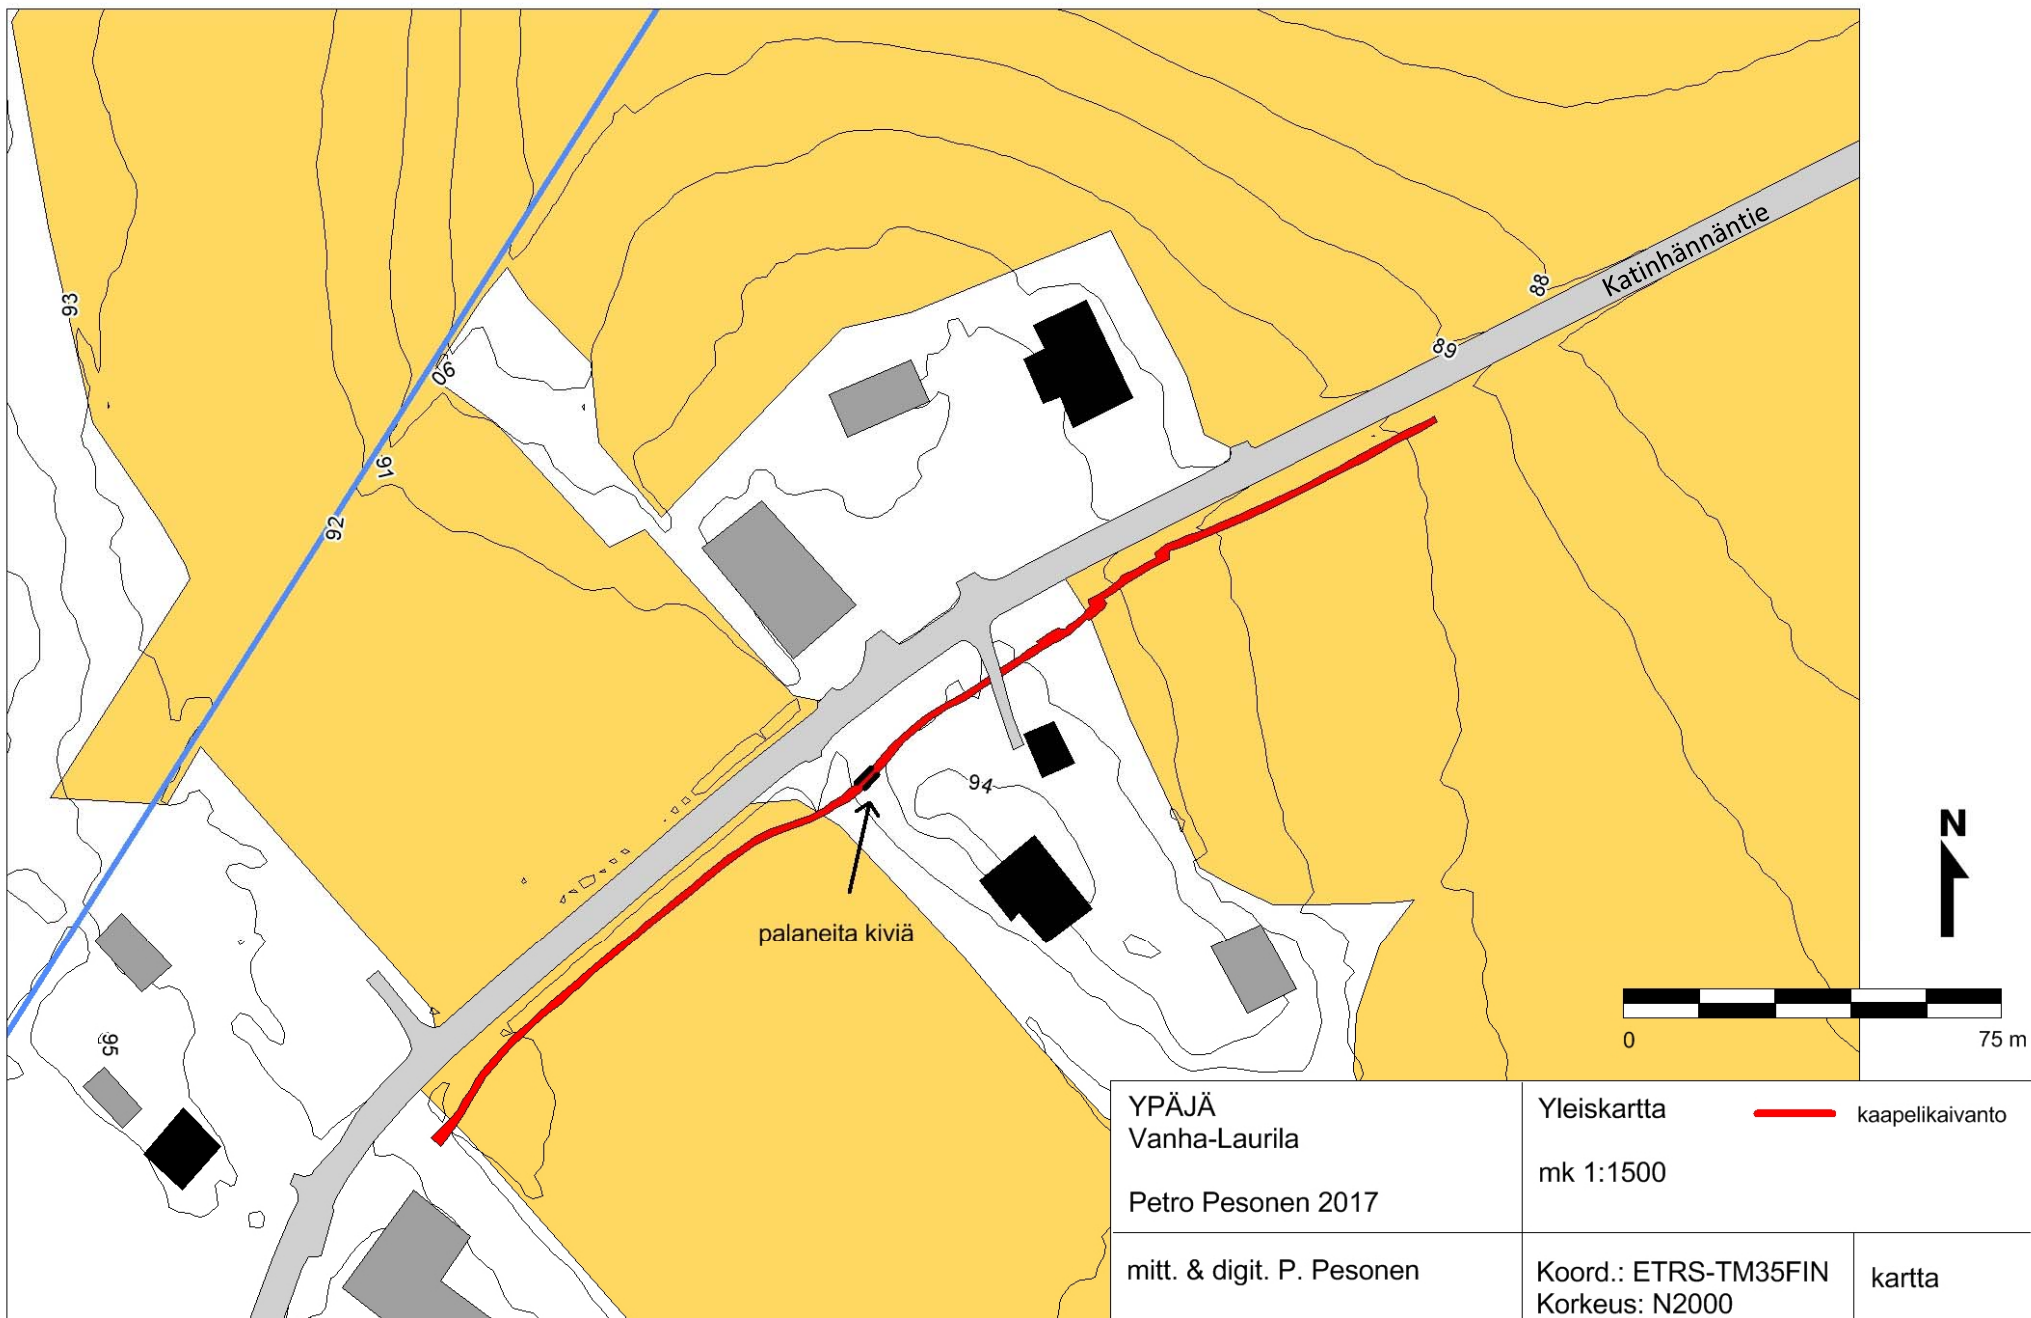 Katinhännäntie
88
89
93
90
91
92
94
palaneita kiviä
95
N
0
75 m
YPÄJÄ
Vanha-Laurila
Petro Pesonen 2017
Yleiskartta
kaapelikaivanto
mk 1:1500
mitt. & digit. P. Pesonen
Koord.: ETRS-TM35FIN
Korkeus: N2000
kartta